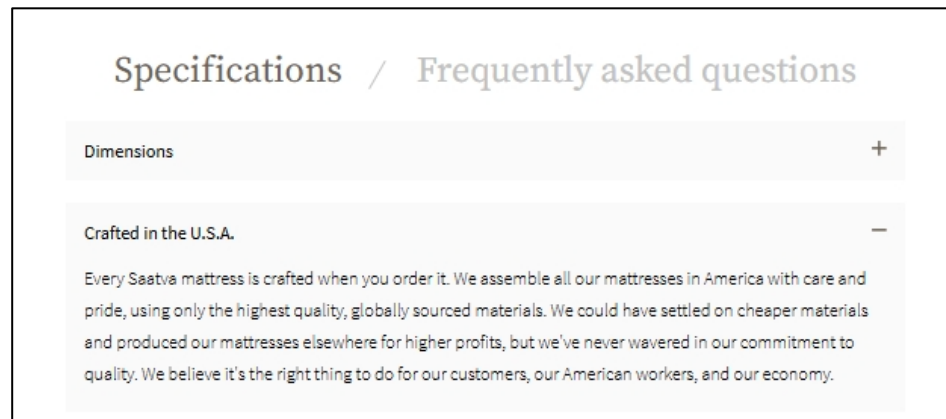 Specifications / Frequently asked questions
Dimensions +
Crafted in the U.S.A. −
Every Saatva mattress is crafted when you order it. We assemble all our mattresses in America with care and
pride, using only the highest quality, globally sourced materials. We could have settled on cheaper materials
and produced our mattresses elsewhere for higher profits, but we've never wavered in our commitment to
quality. We believe it's the right thing to do for our customers, our American workers, and our economy.